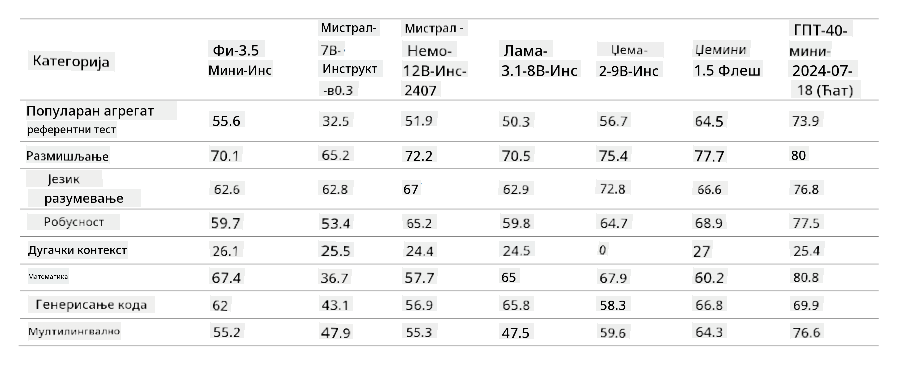 Категорија Фи-3.5 Мини-Инс Мистрал-7B-Инструкт-в0.3 Мистрал - Немо-12B-Инс-2407 Лама-3.1-8B-Инс Џема-2-9B-Инс Џемини 1.5 Флеш ГПТ-40-мини-2024-07-18 (Ћат)
Популаран агрегат референтни тест 55.6 32.5 51.9 50.3 56.7 64.5 73.9
Размишљање 70.1 65.2 72.2 70.5 75.4 77.7 80
Језик разумевање 62.6 62.8 67 62.9 72.8 66.6 76.8
Робусност 59.7 53.4 65.2 59.8 64.7 68.9 77.5
Дугачки контекст 26.1 25.5 24.4 24.5 0 27 25.4
Математика 67.4 36.7 57.7 65 67.9 60.2 80.8
Генерисање кода 62 43.1 56.9 65.8 58.3 66.8 69.9
Мултилингвално 55.2 47.9 55.3 47.5 59.6 64.3 76.6